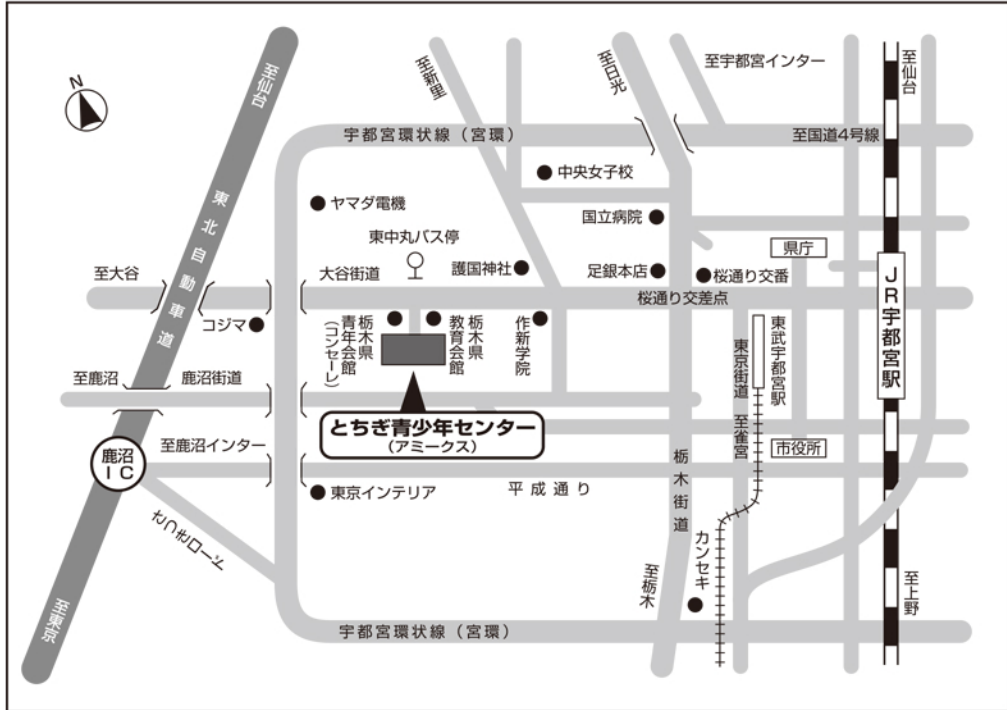 N
至仙台
至新里
至日光
至宇都宮インター
至仙台
宇都宮環状線（宮環）
至国道4号線
中央女子校
ヤマダ電機
国立病院
東北自動車道
東中丸バス停
県庁
至大谷
大谷街道
護国神社
足銀本店
桜通り交番
桜通り交差点
JR宇都宮駅
コジマ
栃木県
青年会館
（コンセーレ）
栃木県
教育会館
作新学院
東武宇都宮駅
東京街道
至雀宮
至鹿沼
鹿沼街道
とちぎ青少年センター
（アミークス）
市役所
至鹿沼インター
鹿沼
IC
東京インテリア
平成通り
栃木街道
さつきロード
カンセキ
至栃木
至上野
至東京
宇都宮環状線（宮環）